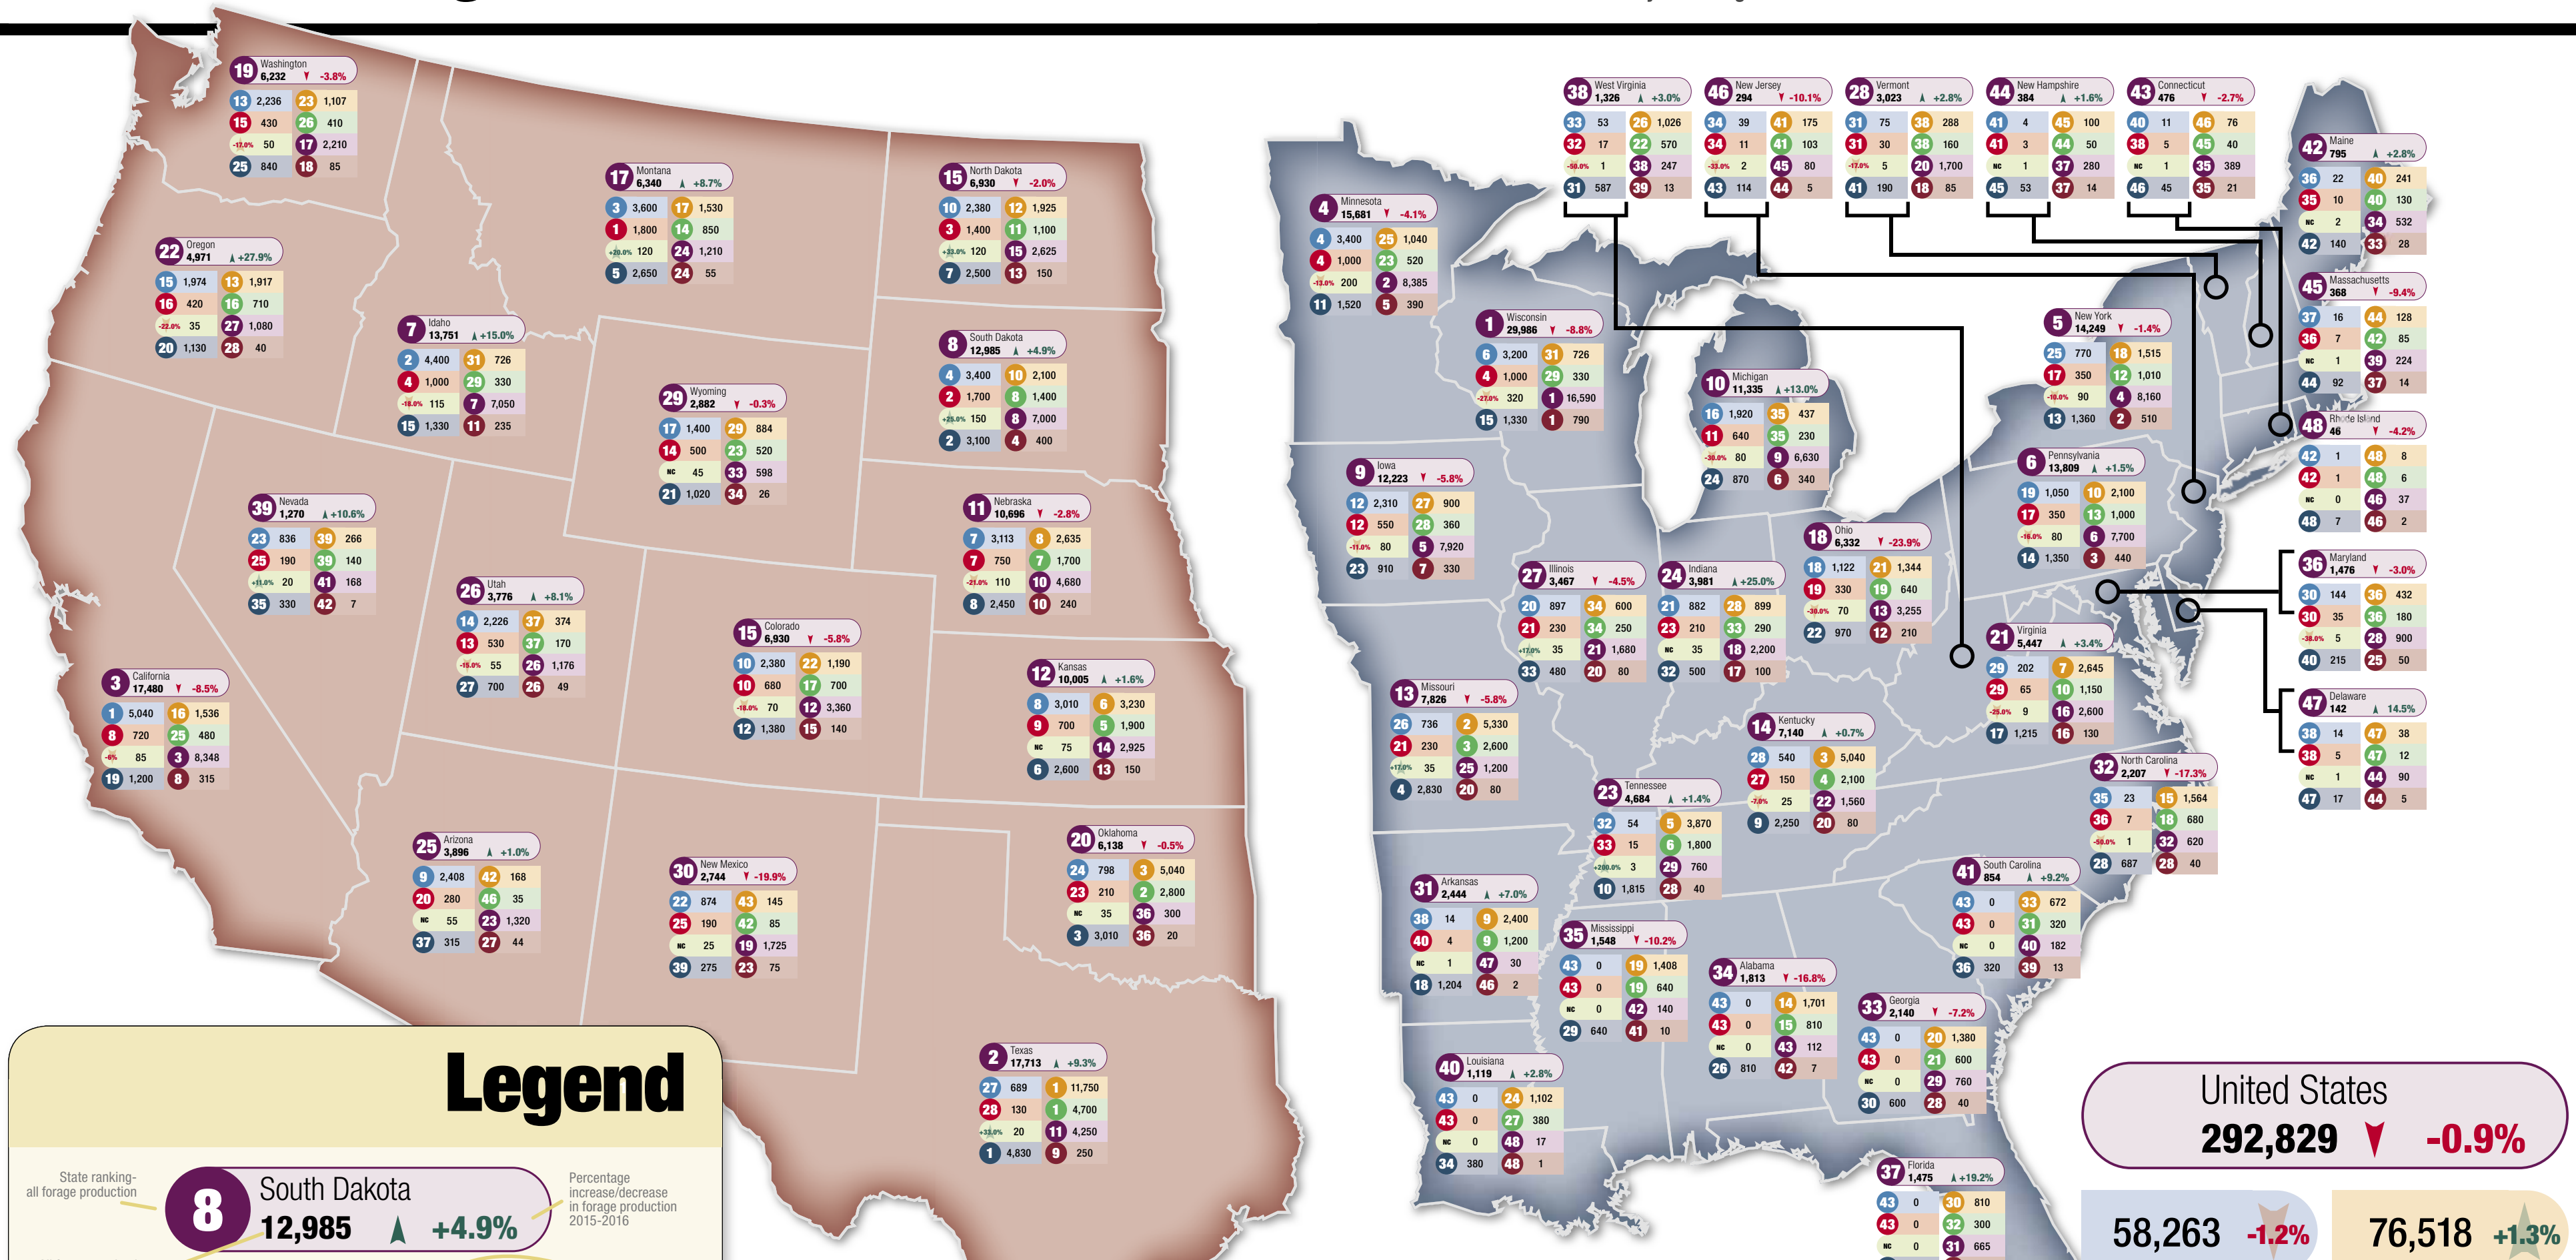 19 Washington
6,232 -3.8%
13 2,236 23 1,107
15 430 26 410
-17.0% 50 17 2,210
25 840 18 85
22 Oregon
4,971 +27.9%
15 1,974 13 1,917
16 420 16 710
-22.0% 35 27 1,080
20 1,130 28 40
17 Montana
6,340 +8.7%
3 3,600 17 1,530
1 1,800 14 850
+20.0% 120 24 1,210
5 2,650 24 55
15 North Dakota
6,930 -2.0%
10 2,380 12 1,925
3 1,400 11 1,100
+33.0% 120 15 2,625
7 2,500 13 150
7 Idaho
13,751 +15.0%
2 4,400 31 726
4 1,000 29 330
-18.0% 115 7 7,050
15 1,330 11 235
8 South Dakota
12,985 +4.9%
4 3,400 10 2,100
2 1,700 8 1,400
+25.0% 150 8 7,000
2 3,100 4 400
29 Wyoming
2,882 -0.3%
17 1,400 29 884
14 500 23 520
NC 45 33 598
21 1,020 34 26
39 Nevada
1,270 +10.6%
23 836 39 266
25 190 39 140
+11.0% 20 41 168
35 330 42 7
11 Nebraska
10,696 -2.8%
7 3,113 8 2,635
7 750 7 1,700
-21.0% 110 10 4,680
8 2,450 10 240
26 Utah
3,776 +8.1%
14 2,226 37 374
13 530 37 170
-15.0% 55 26 1,176
27 700 26 49
15 Colorado
6,930 -5.8%
10 2,380 22 1,190
10 680 17 700
-18.0% 70 12 3,360
12 1,380 15 140
3 California
17,480 -8.5%
1 5,040 16 1,536
8 720 25 480
-6% 85 3 8,348
19 1,200 8 315
12 Kansas
10,005 +1.6%
8 3,010 6 3,230
9 700 5 1,900
NC 75 14 2,925
6 2,600 13 150
25 Arizona
3,896 +1.0%
9 2,408 42 168
20 280 46 35
NC 55 23 1,320
37 315 27 44
30 New Mexico
2,744 -19.9%
22 874 43 145
25 190 42 85
NC 25 19 1,725
39 275 23 75
20 Oklahoma
6,138 -0.5%
24 798 3 5,040
23 210 2 2,800
NC 35 36 300
3 3,010 36 20
2 Texas
17,713 +9.3%
27 689 1 11,750
28 130 1 4,700
+33.0% 20 11 4,250
1 4,830 9 250
38 West Virginia
1,326 +3.0%
33 53 26 1,026
32 17 22 570
-50.0% 1 38 247
31 587 39 13
46 New Jersey
294 -10.1%
34 39 41 175
34 11 41 103
-33.0% 2 45 80
43 114 44 5
28 Vermont
3,023 +2.8%
31 75 38 288
31 30 38 160
-17.0% 5 20 1,700
41 190 18 85
44 New Hampshire
384 +1.6%
41 4 45 100
41 3 44 50
NC 1 37 280
45 53 37 14
43 Connecticut
476 -2.7%
40 11 46 76
38 5 45 40
NC 1 35 389
46 45 35 21
42 Maine
795 +2.8%
36 22 40 241
35 10 40 130
NC 2 34 532
42 140 33 28
4 Minnesota
15,681 -4.1%
4 3,400 25 1,040
4 1,000 23 520
-13.0% 200 2 8,385
11 1,520 5 390
45 Massachusetts
368 -9.4%
37 16 44 128
36 7 42 85
NC 1 39 224
44 92 37 14
1 Wisconsin
29,986 -8.8%
6 3,200 31 726
4 1,000 29 330
-27.0% 320 1 16,590
15 1,330 1 790
5 New York
14,249 -1.4%
25 770 18 1,515
17 350 12 1,010
-10.0% 90 4 8,160
13 1,360 2 510
10 Michigan
11,335 +13.0%
16 1,920 35 437
11 640 35 230
-30.0% 80 9 6,630
24 870 6 340
48 Rhode Island
46 -4.2%
42 1 48 8
42 1 48 6
NC 0 46 37
48 7 46 2
9 Iowa
12,223 -5.8%
12 2,310 27 900
12 550 28 360
-11.0% 80 5 7,920
23 910 7 330
6 Pennsylvania
13,809 +1.5%
19 1,050 10 2,100
17 350 13 1,000
-16.0% 80 6 7,700
14 1,350 3 440
18 Ohio
6,332 -23.9%
18 1,122 21 1,344
19 330 19 640
-30.0% 70 13 3,255
22 970 12 210
36 Maryland
1,476 -3.0%
30 144 36 432
30 35 36 180
-38.0% 5 28 900
40 215 25 50
27 Illinois
3,467 -4.5%
20 897 34 600
21 230 34 250
+17.0% 35 21 1,680
33 480 20 80
24 Indiana
3,981 +25.0%
21 882 28 899
23 210 33 290
NC 35 18 2,200
32 500 17 100
21 Virginia
5,447 +3.4%
29 202 7 2,645
29 65 10 1,150
-25.0% 9 16 2,600
17 1,215 16 130
13 Missouri
7,826 -5.8%
26 736 2 5,330
21 230 3 2,600
+17.0% 35 25 1,200
4 2,830 20 80
47 Delaware
142 14.5%
38 14 47 38
38 5 47 12
NC 1 44 90
47 17 44 5
14 Kentucky
7,140 +0.7%
28 540 3 5,040
27 150 4 2,100
-7.0% 25 22 1,560
9 2,250 20 80
32 North Carolina
2,207 -17.3%
35 23 15 1,564
36 7 18 680
-50.0% 1 32 620
28 687 28 40
23 Tennessee
4,684 +1.4%
32 54 5 3,870
33 15 6 1,800
+200.0% 3 29 760
10 1,815 28 40
41 South Carolina
854 +9.2%
43 0 33 672
43 0 31 320
NC 0 40 182
36 320 39 13
31 Arkansas
2,444 +7.0%
38 14 9 2,400
40 4 9 1,200
NC 1 47 30
18 1,204 46 2
35 Mississippi
1,548 -10.2%
43 0 19 1,408
43 0 19 640
NC 0 42 140
29 640 41 10
34 Alabama
1,813 -16.8%
43 0 14 1,701
43 0 15 810
NC 0 43 112
26 810 42 7
33 Georgia
2,140 -7.2%
43 0 20 1,380
43 0 21 600
NC 0 29 760
30 600 28 40
40 Louisiana
1,119 +2.8%
43 0 24 1,102
43 0 27 380
NC 0 48 17
34 380 48 1
37 Florida
1,475 +19.2%
43 0 30 810
43 0 32 300
NC 0 31 665
United States
292,829 -0.9%
58,263 -1.2% 76,518 +1.3%
Legend
State ranking-
all forage production
8 South Dakota
12,985 +4.9%
Percentage
increase/decrease
in forage production
2015-2016